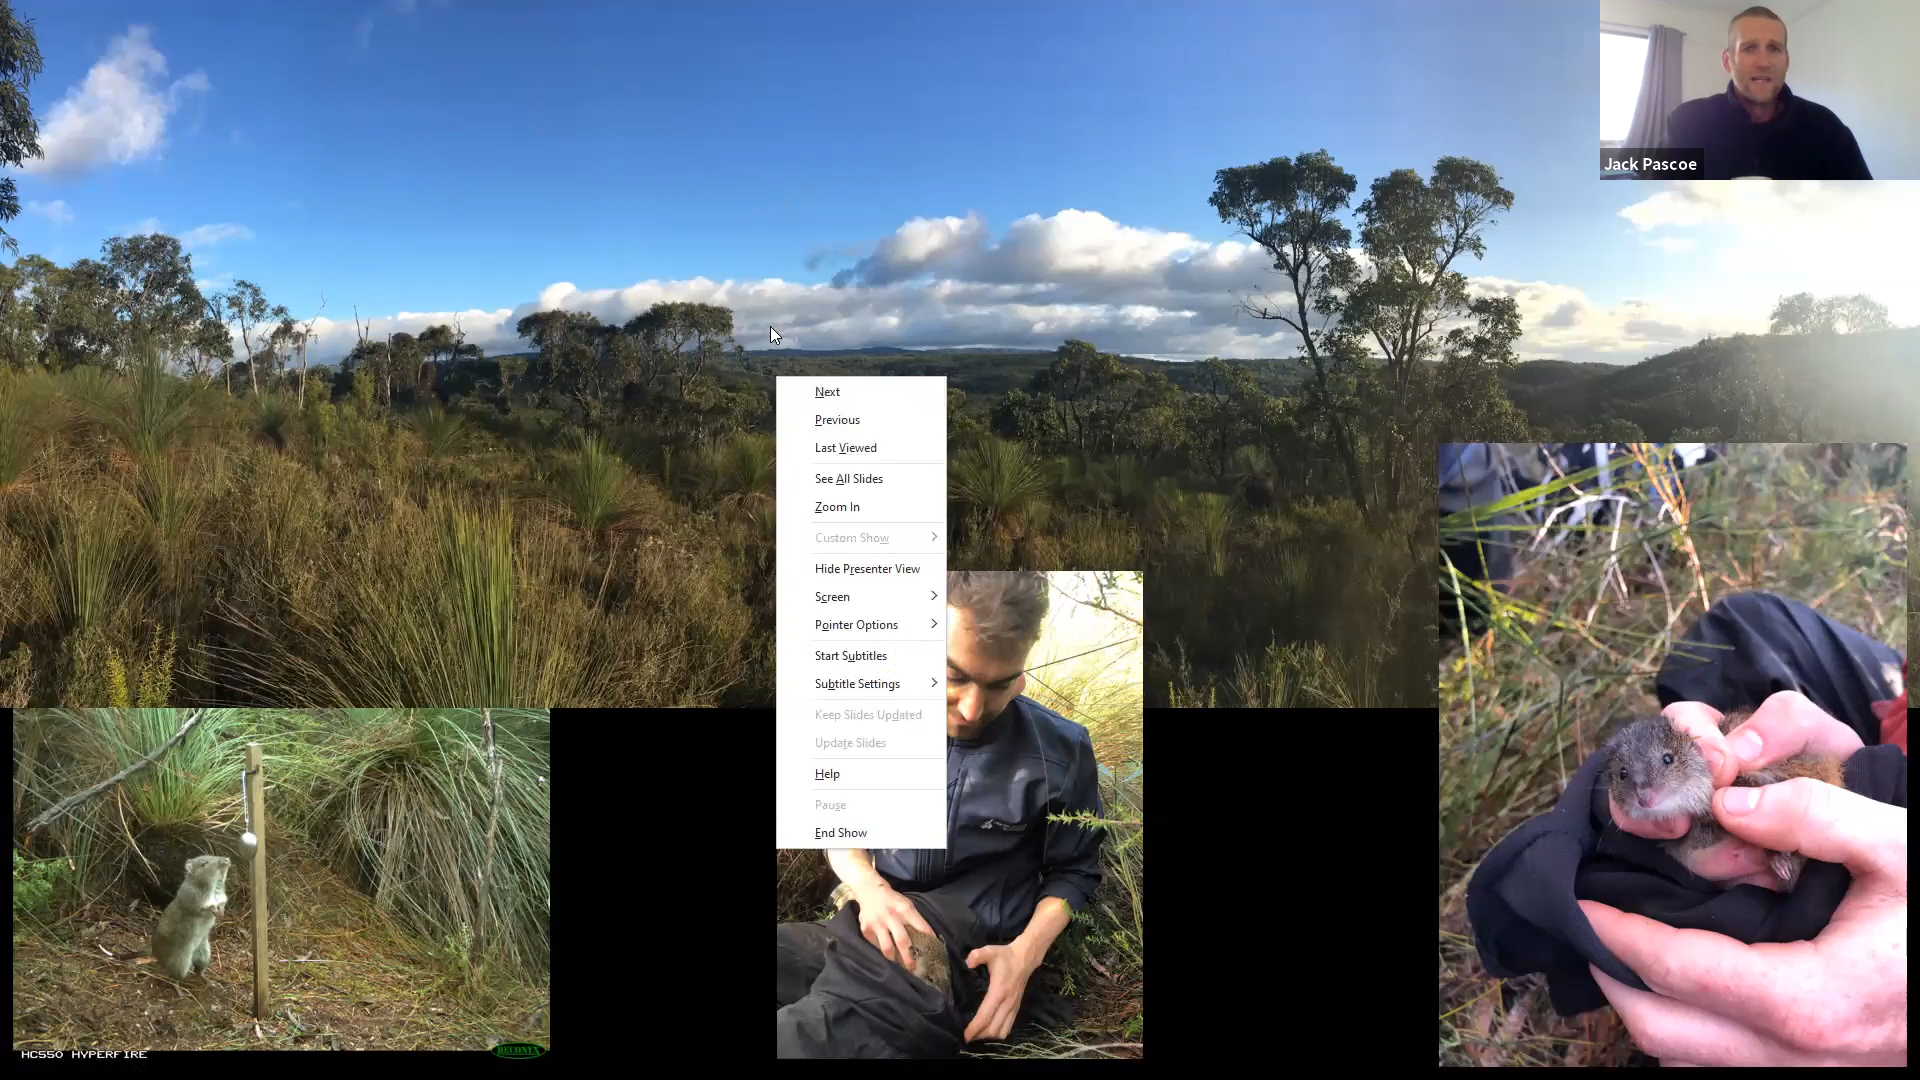 Jack Pascoe
Next
Previous
Last Viewed
See All Slides
Zoom In
Custom Show
Hide Presenter View
Screen
Pointer Options
Start Subtitles
Subtitle Settings
Keep Slides Updated
Update Slides
Help
Pause
End Show
HC550 HYPERFIRE
RECONYX